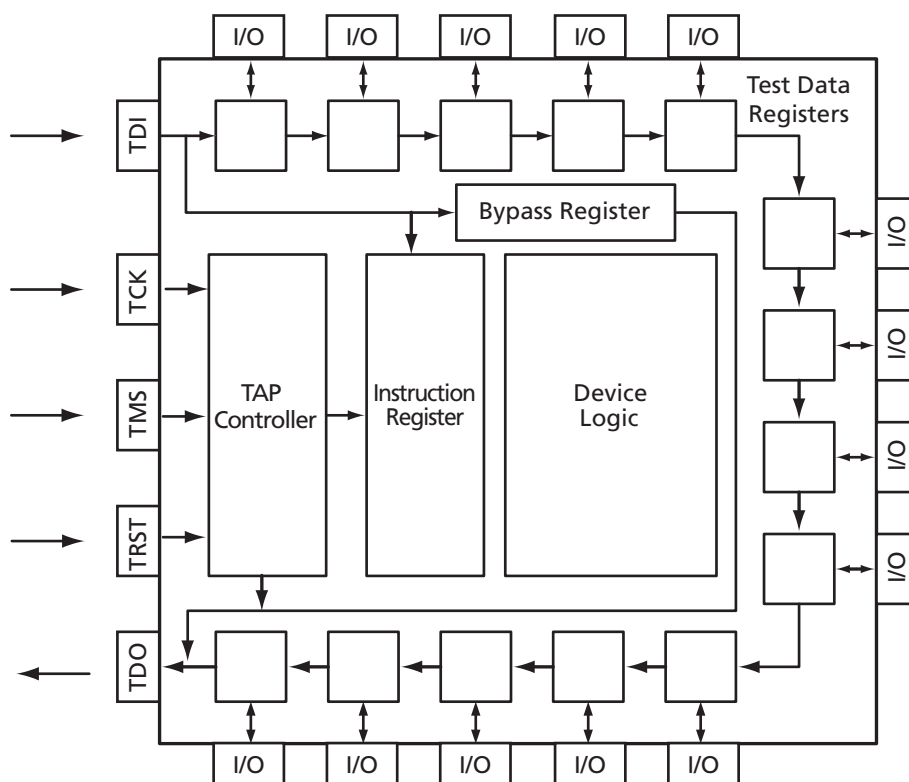 I/O I/O I/O I/O I/O
Test Data
Registers
TDI
Bypass Register
I/O
TCK
I/O
TAP
Controller
Instruction
Register
Device
Logic
TMS
I/O
TRST
I/O
TDO
I/O I/O I/O I/O I/O